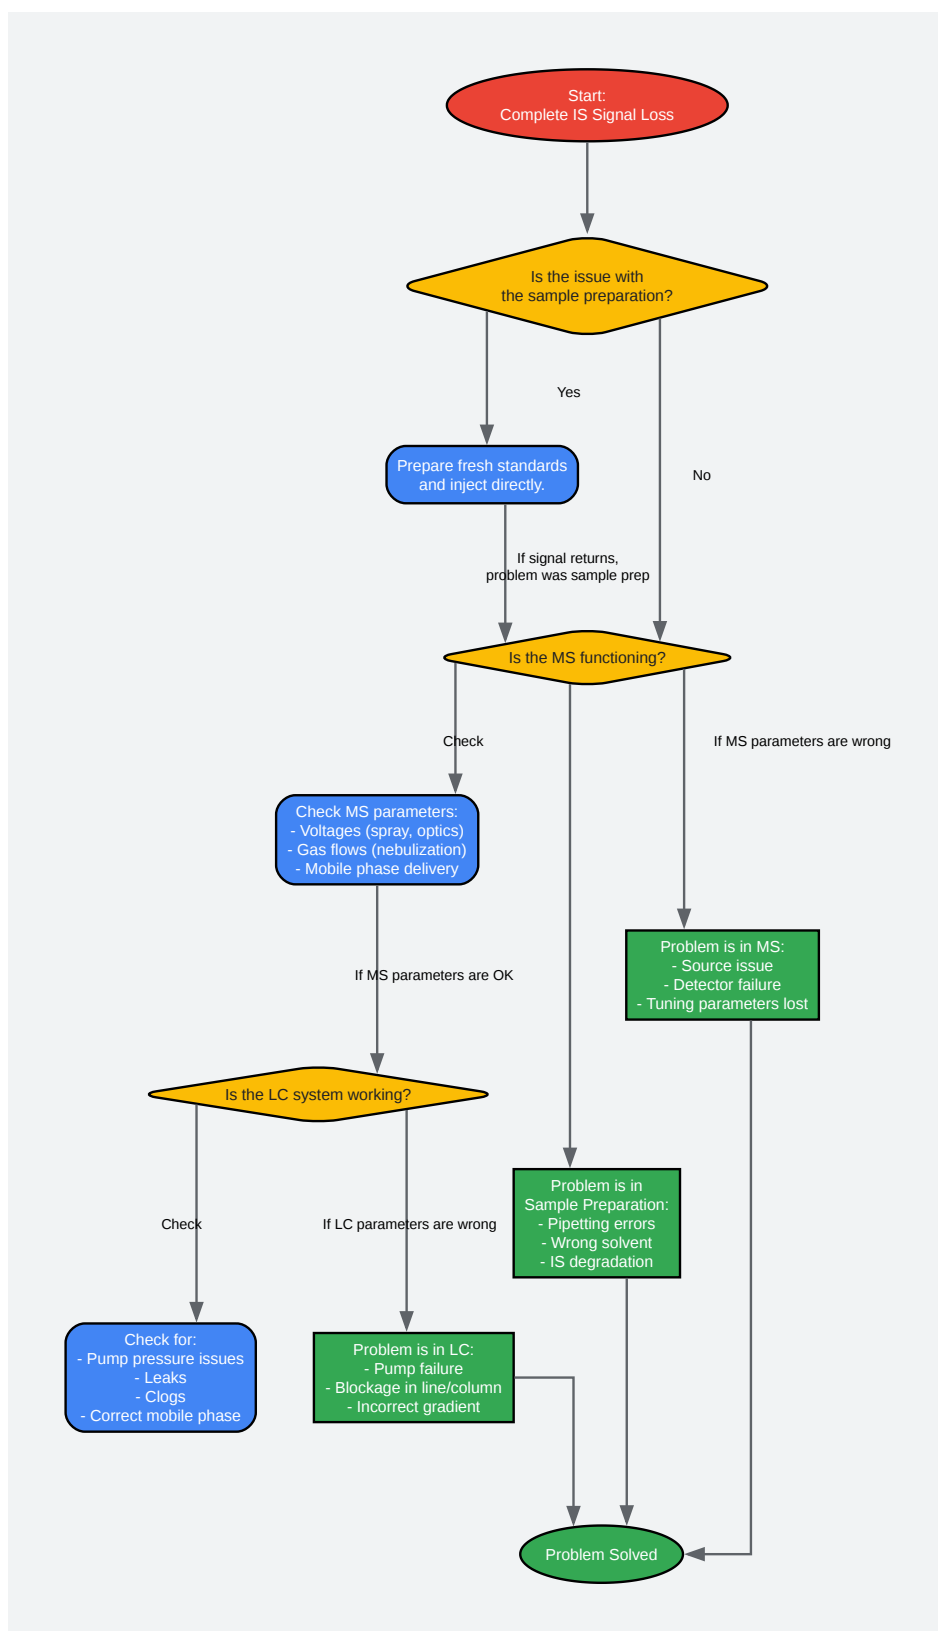 Start:
Complete IS Signal Loss
Is the issue with
the sample preparation?
Yes
Prepare fresh standards
and inject directly.
No
If signal returns,
problem was sample prep
Is the MS functioning?
Check
If MS parameters are wrong
Check MS parameters:
- Voltages (spray, optics)
- Gas flows (nebulization)
- Mobile phase delivery
Problem is in MS:
- Source issue
- Detector failure
- Tuning parameters lost
If MS parameters are OK
Is the LC system working?
Problem is in
Sample Preparation:
- Pipetting errors
- Wrong solvent
- IS degradation
Check
If LC parameters are wrong
Check for:
- Pump pressure issues
- Leaks
- Clogs
- Correct mobile phase
Problem is in LC:
- Pump failure
- Blockage in line/column
- Incorrect gradient
Problem Solved